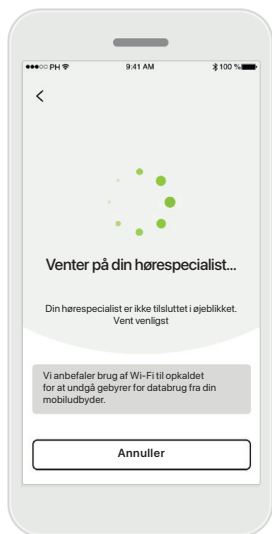 ●●●○○ PH 9:41 AM 100 %
Venter på din hørespecialist...
Din hørespecialist er ikke tilsluttet i øjeblikket.
Vent venligst
Vi anbefaler brug af Wi-Fi til opkaldet
for at undgå gebyrer for databrug fra din
mobiludbyder.
Annuller